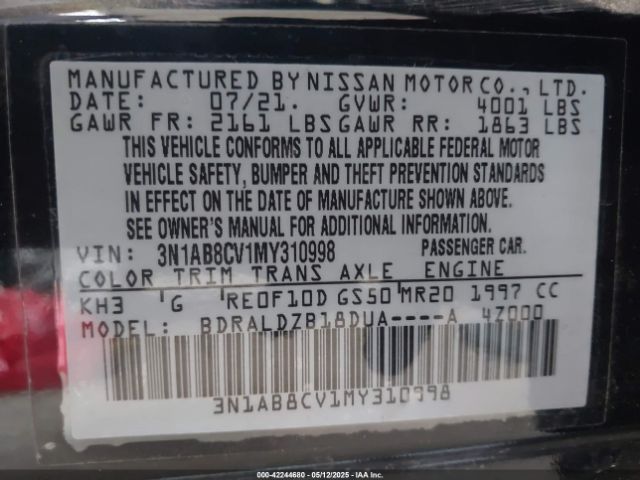 MANUFACTURED BY NISSAN MOTOR CO., LTD.
DATE: 07/21. GVWR: 4001 LBS
GAWR FR: 2161 LBS GAWR RR: 1863 LBS
THIS VEHICLE CONFORMS TO ALL APPLICABLE FEDERAL MOTOR
VEHICLE SAFETY, BUMPER AND THEFT PREVENTION STANDARDS
IN EFFECT ON THE DATE OF MANUFACTURE SHOWN ABOVE.
SEE OWNER'S MANUAL FOR ADDITIONAL INFORMATION.
VIN: 3N1AB8CV1MY310998 PASSENGER CAR.
COLOR TRIM TRANS AXLE ENGINE
KH3 'G 'RE0F10D GS50'MR20 1997 CC
MODEL: BDRALDZB18DUA----A 4Z000
3N1AB8CV1MY310998
000-42244680 - 05/12/2025 - IAA Inc.